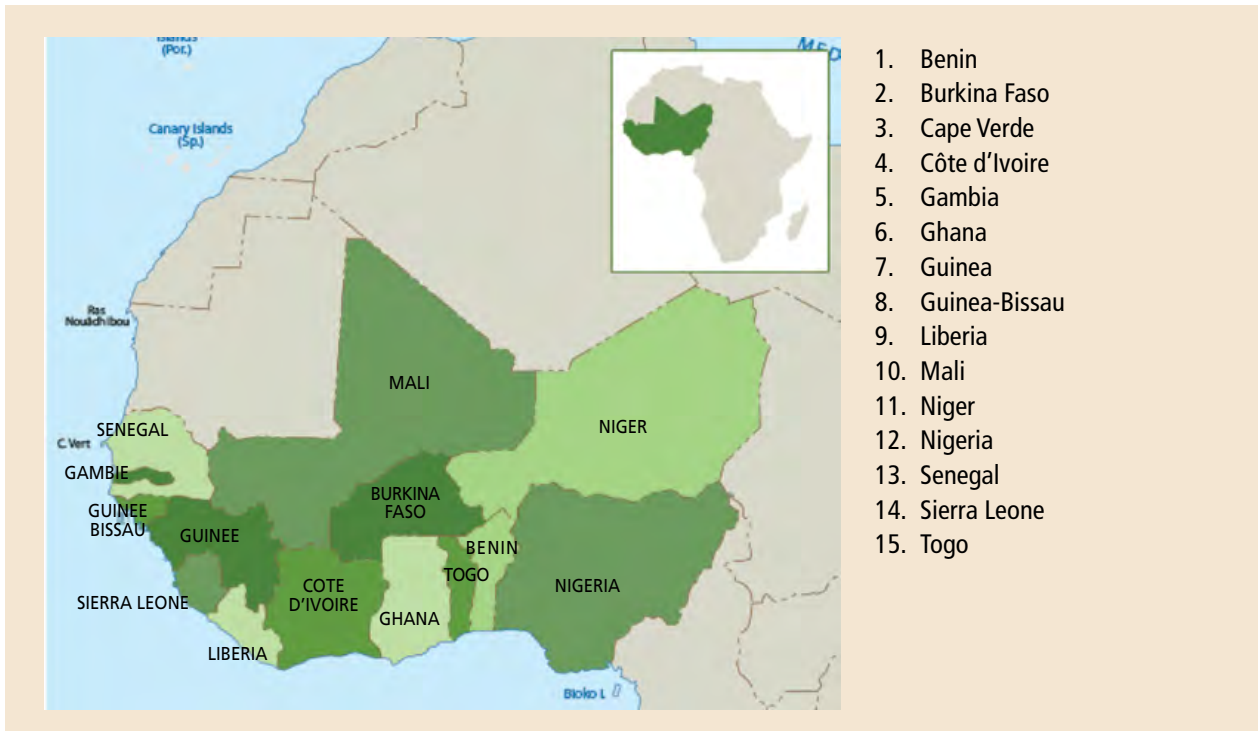 Islands
(Por.)
MED
Canary Islands
(Sp.)
Ras
Nouâdhibou
MALI
NIGER
SENEGAL
C. Vert
GAMBIE
BURKINA
FASO
GUINEE
BISSAU
GUINEE
BENIN
TOGO
COTE
D'IVOIRE
NIGERIA
SIERRA LEONE
GHANA
LIBERIA
Bioko I.
1. Benin
2. Burkina Faso
3. Cape Verde
4. Côte d’Ivoire
5. Gambia
6. Ghana
7. Guinea
8. Guinea-Bissau
9. Liberia
10. Mali
11. Niger
12. Nigeria
13. Senegal
14. Sierra Leone
15. Togo